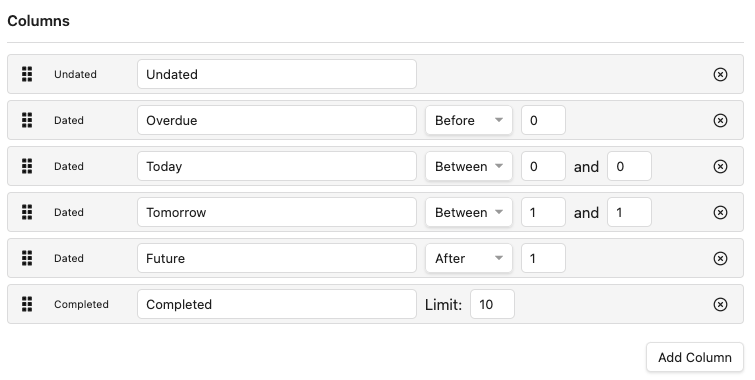 Columns
Undated Undated
Dated Overdue Before 0
Dated Today Between 0 and 0
Dated Tomorrow Between 1 and 1
Dated Future After 1
Completed Completed Limit: 10
Add Column